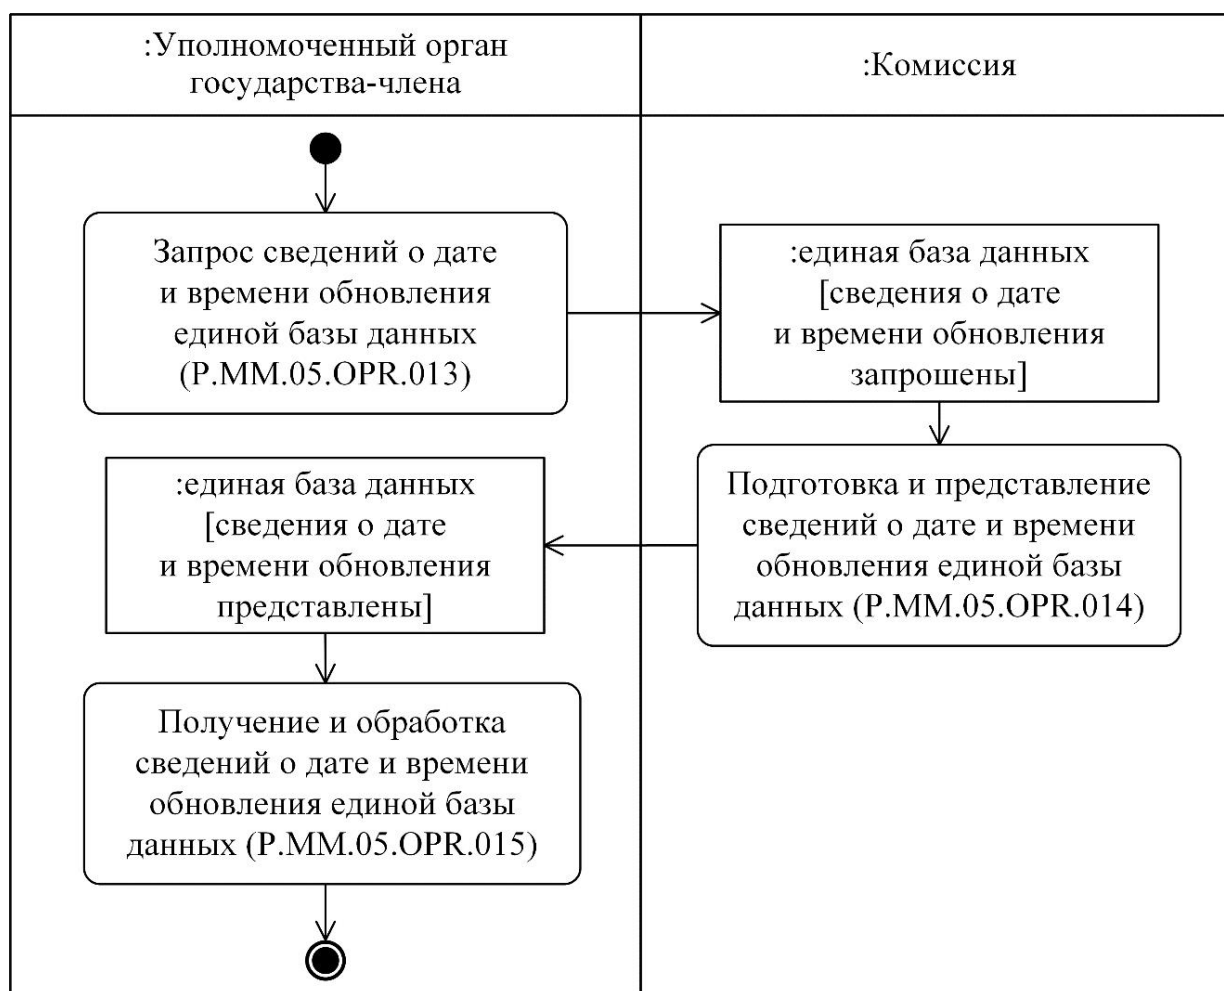 :Уполномоченный орган
государства-члена
:Комиссия
Запрос сведений о дате
и времени обновления
единой базы данных
(P.MM.05.OPR.013)
:единая база данных
[сведения о дате
и времени обновления
запрошены]
Подготовка и представление
сведений о дате и времени
обновления единой базы
данных (P.MM.05.OPR.014)
:единая база данных
[сведения о дате
и времени обновления
представлены]
Получение и обработка
сведений о дате и времени
обновления единой базы
данных (P.MM.05.OPR.015)